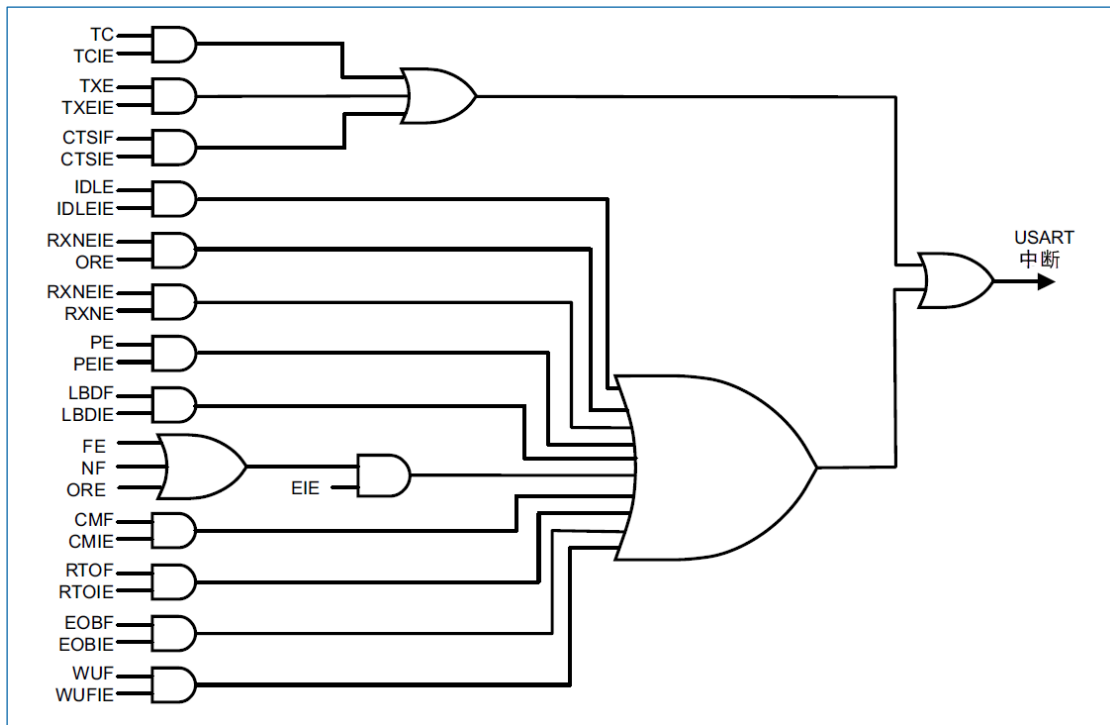 TC
TCIE
TXE
TXEIE
CTSIF
CTSIE
IDLE
IDLEIE
RXNEIE
ORE
RXNEIE
RXNE
PE
PEIE
LBDF
LBDIE
FE
NF
ORE
EIE
CMF
CMIE
RTOF
RTOIE
EOBF
EOBIE
WUF
WUFIE
USART
中断